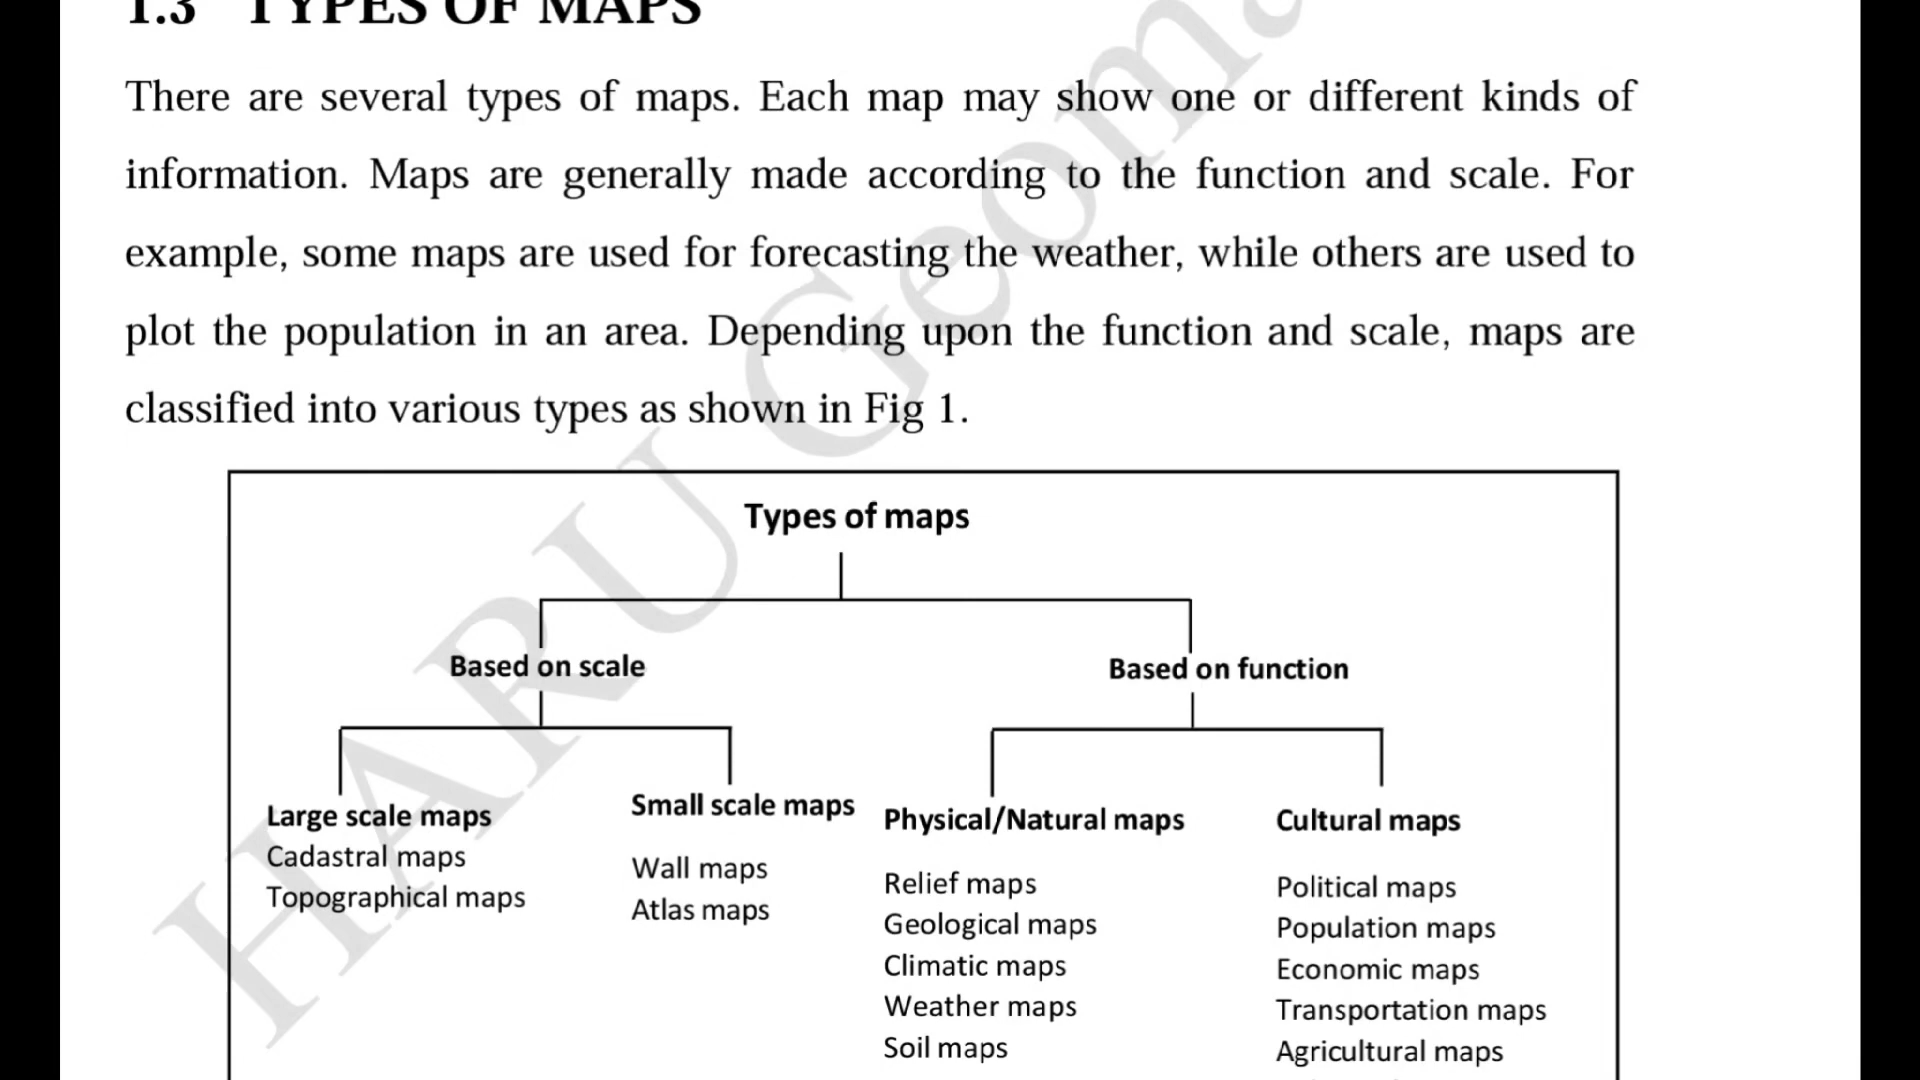 1.3 TYPES OF MAPS
There are several types of maps. Each map may show one or different kinds of
information. Maps are generally made according to the function and scale. For
example, some maps are used for forecasting the weather, while others are used to
plot the population in an area. Depending upon the function and scale, maps are
classified into various types as shown in Fig 1.
Types of maps
Based on scale
Based on function
Large scale maps
Cadastral maps
Topographical maps
Small scale maps
Wall maps
Atlas maps
Physical/Natural maps
Relief maps
Geological maps
Climatic maps
Weather maps
Soil maps
Cultural maps
Political maps
Population maps
Economic maps
Transportation maps
Agricultural maps
HARU Geoma